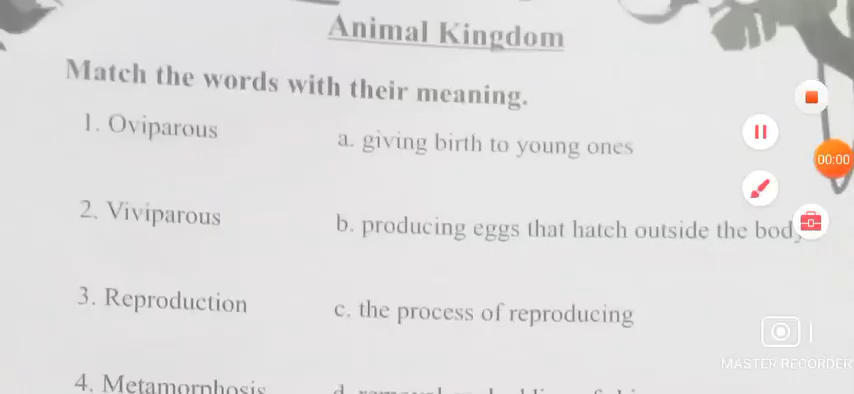 Animal Kingdom
Match the words with their meaning.
1. Oviparous
a. giving birth to young ones
2. Viviparous
b. producing eggs that hatch outside the body
3. Reproduction
c. the process of reproducing
4. Metamorphosis
00:00
MASTER RECORDER